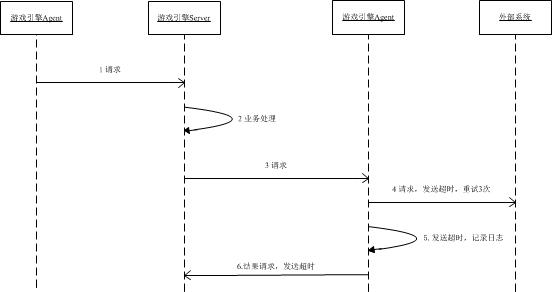 游戏引擎Agent
游戏引擎Server
游戏引擎Agent
外部系统
1 请求
2 业务处理
3 请求
4 请求，发送超时，重试3次
5. 发送超时，记录日志
6.结果请求，发送超时